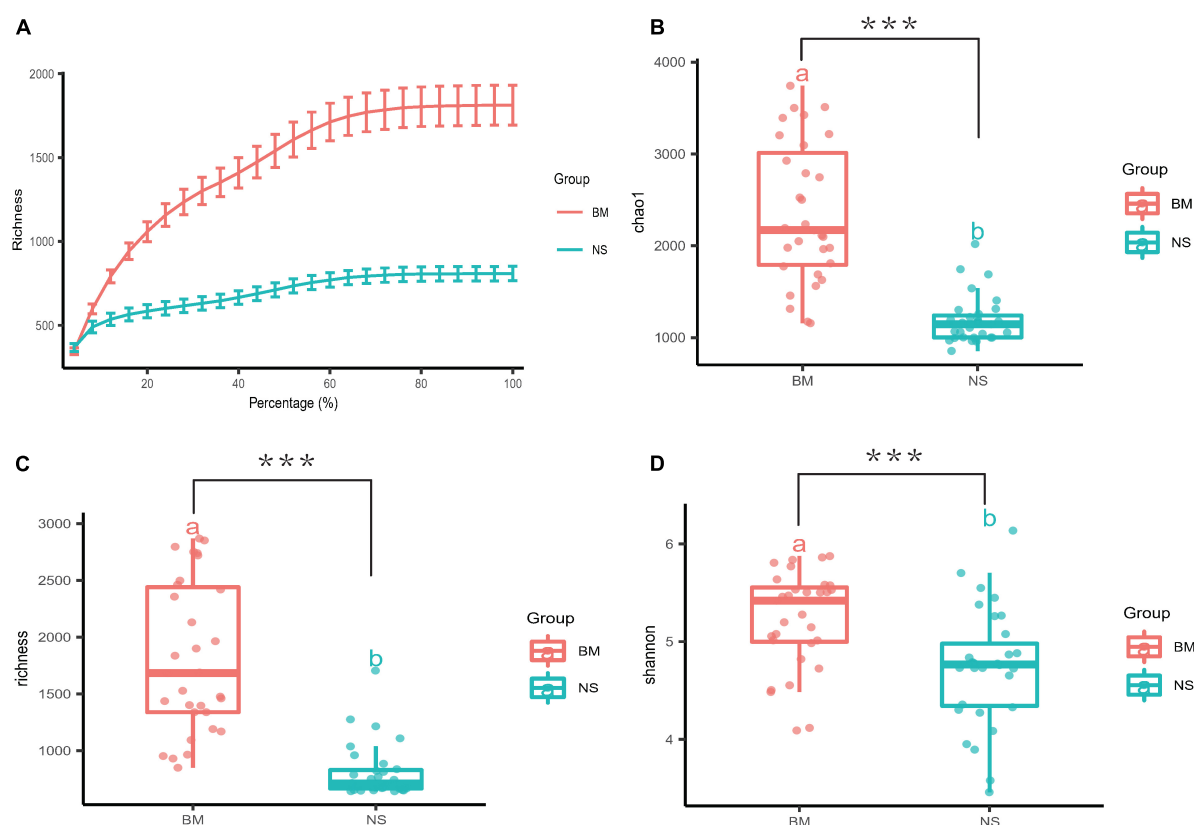 A
2000
1500
1000
500
Richness
20 40 60 80 100
Percentage (%)
Group
BM
NS
B
***
4000
3000
2000
1000
chao1
a
b
BM NS
Group
a BM
a NS
C
***
3000
2500
2000
1500
1000
richness
a
b
BM NS
Group
a BM
a NS
D
***
6
5
4
shannon
a
b
BM NS
Group
a BM
a NS